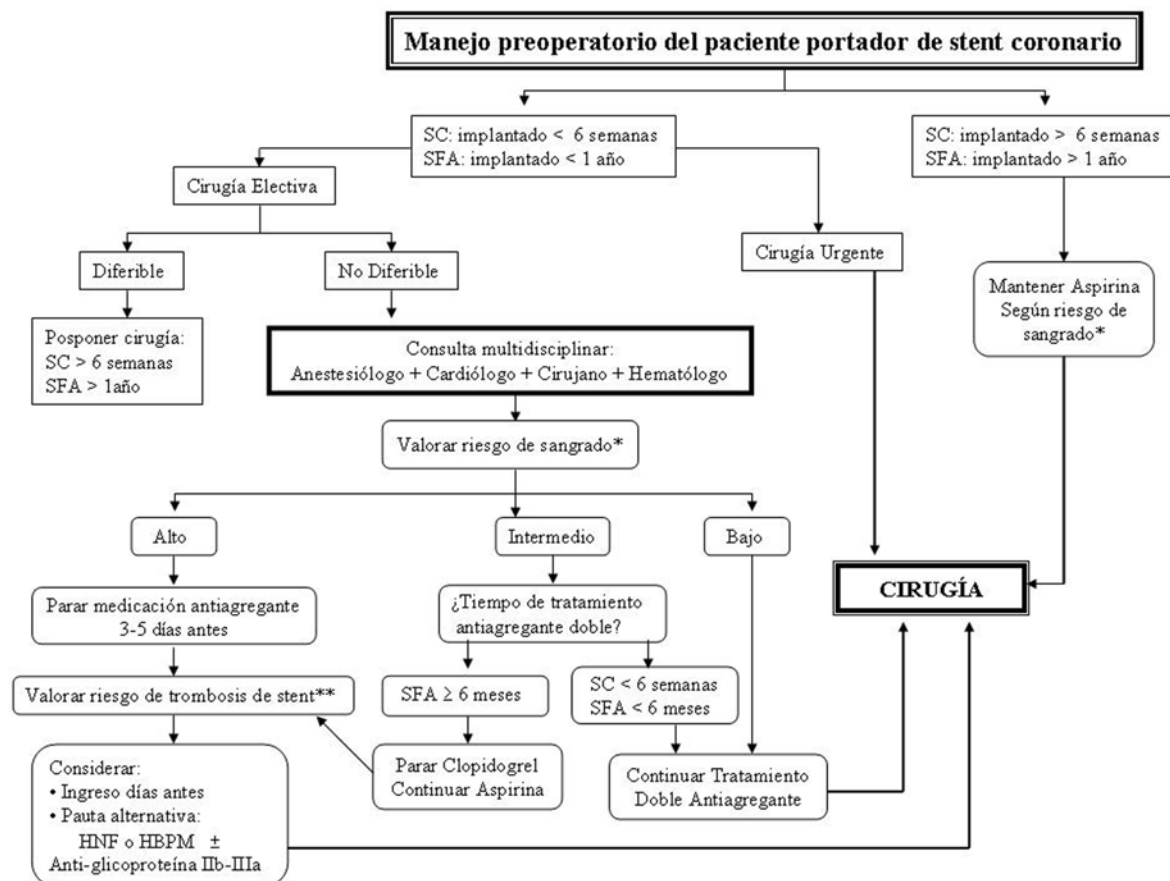 Manejo preoperatorio del paciente portador de stent coronario
SC: implantado < 6 semanas
SFA: implantado < 1 año
SC: implantado > 6 semanas
SFA: implantado > 1 año
Cirugía Electiva
Cirugía Urgente
Diferible
No Diferible
Mantener Aspirina
Según riesgo de
sangrado*
Posponer cirugía:
SC > 6 semanas
SFA > 1año
Consulta multidisciplinar:
Anestesiólogo + Cardiólogo + Cirujano + Hematólogo
Valorar riesgo de sangrado*
Alto
Intermedio
Bajo
CIRUGÍA
Parar medicación antiagregante
3-5 días antes
¿Tiempo de tratamiento
antiagregante doble?
Valorar riesgo de trombosis de stent**
SFA ≥ 6 meses
SC < 6 semanas
SFA < 6 meses
Considerar:
• Ingreso días antes
• Pauta alternativa:
HNF o HBPM ±
Anti-glicoproteína IIb-IIIa
Parar Clopidogrel
Continuar Aspirina
Continuar Tratamiento
Doble Antiagregante